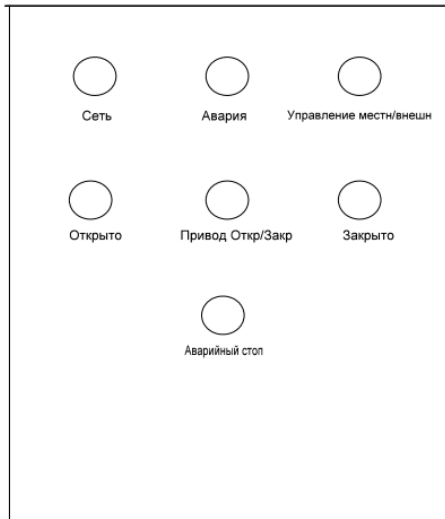 Сеть
Авария
Управление местн/внешн
Открыто
Привод Откр/Закр
Закрыто
Аварийный стоп